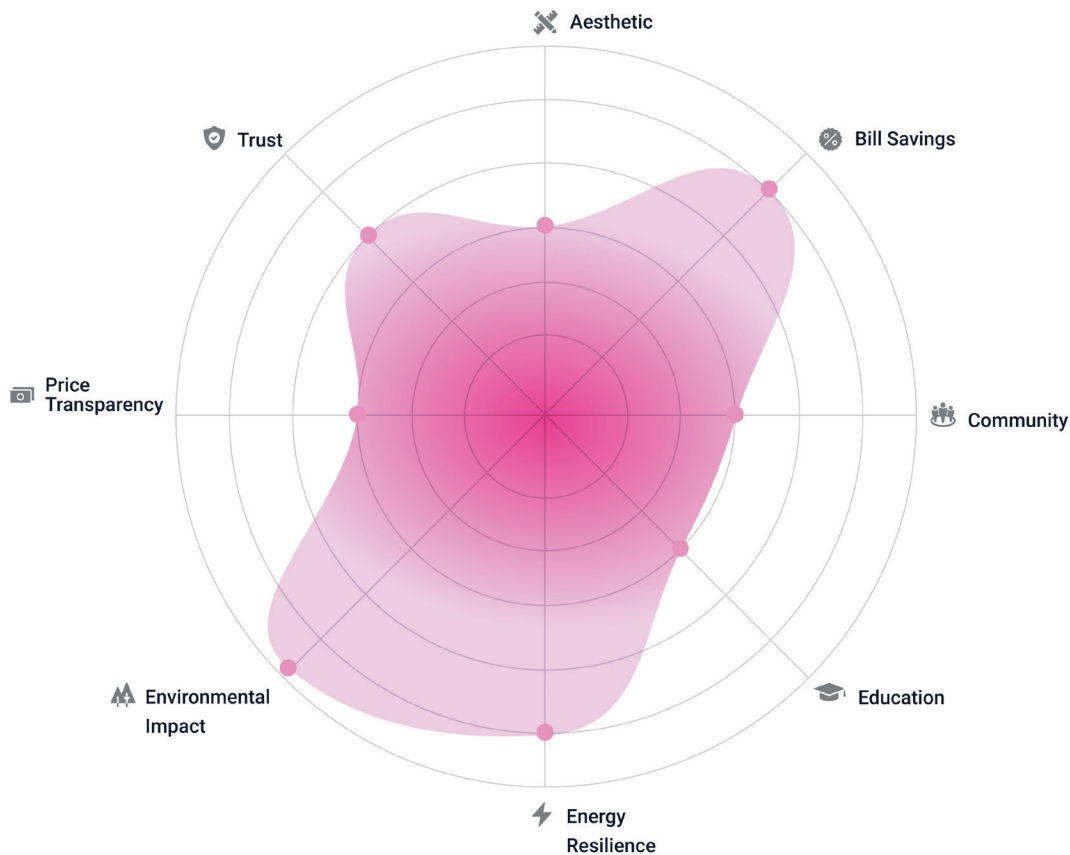 Aesthetic
Trust
Bill Savings
Price
Transparency
Community
Environmental
Impact
Education
Energy
Resilience